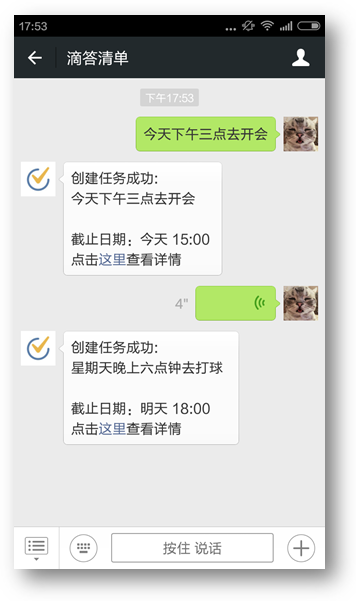 17:53
滴答清单
下午17:53
今天下午三点去开会
创建任务成功:
今天下午三点去开会
截止日期: 今天 15:00
点击这里查看详情
4"
创建任务成功:
星期天晚上六点钟去打球
截止日期: 明天 18:00
点击这里查看详情
按住 说话